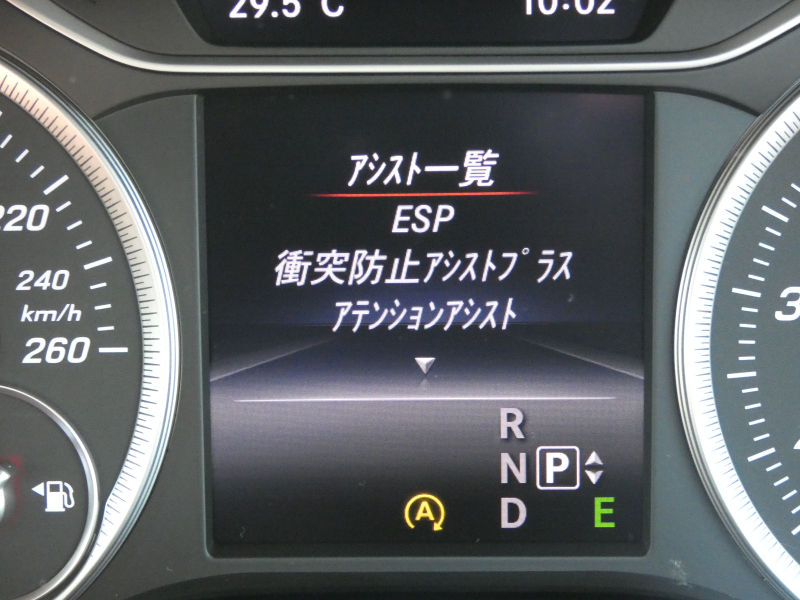 29.5 °C 10:02
ｱｼｽﾄ一覧
ESP
衝突防止ｱｼｽﾄﾌﾟﾗｽ
ｱﾃﾝｼｮﾝｱｼｽﾄ
220
240
km/h
260
3
R
N P
A D E